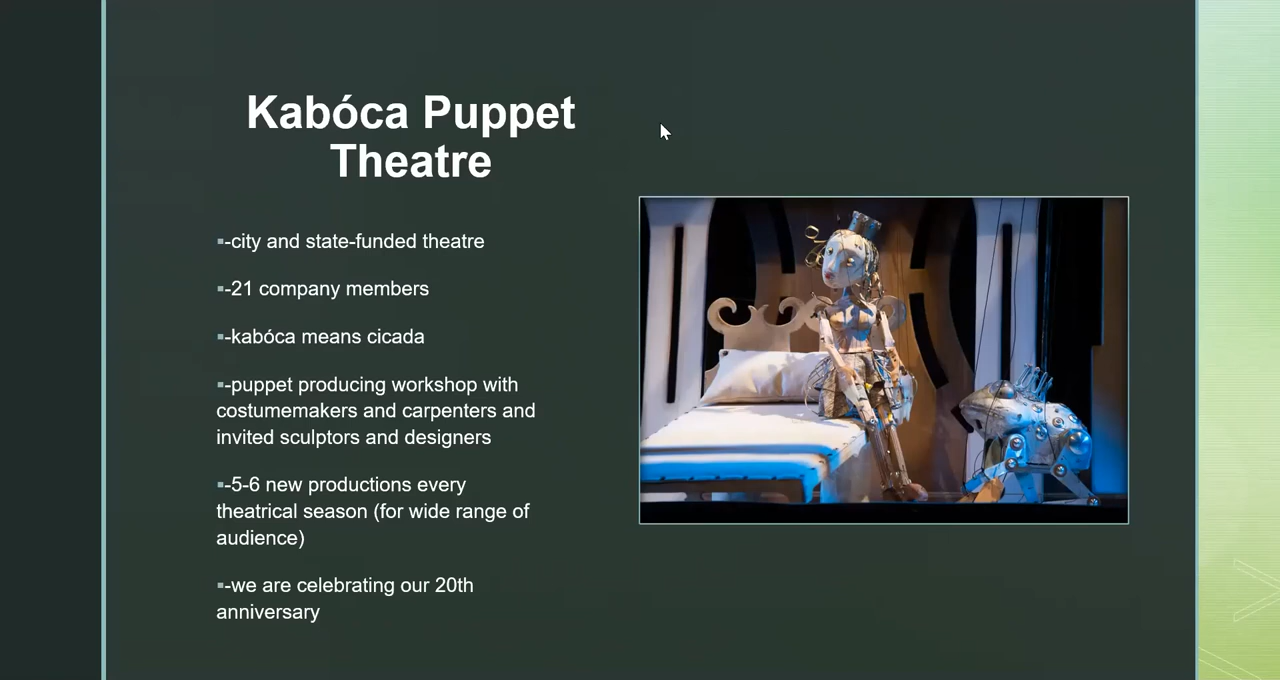 Kabóca Puppet
Theatre
▪-city and state-funded theatre
▪-21 company members
▪-kabóca means cicada
▪-puppet producing workshop with
costumemakers and carpenters and
invited sculptors and designers
▪-5-6 new productions every
theatrical season (for wide range of
audience)
▪-we are celebrating our 20th
anniversary